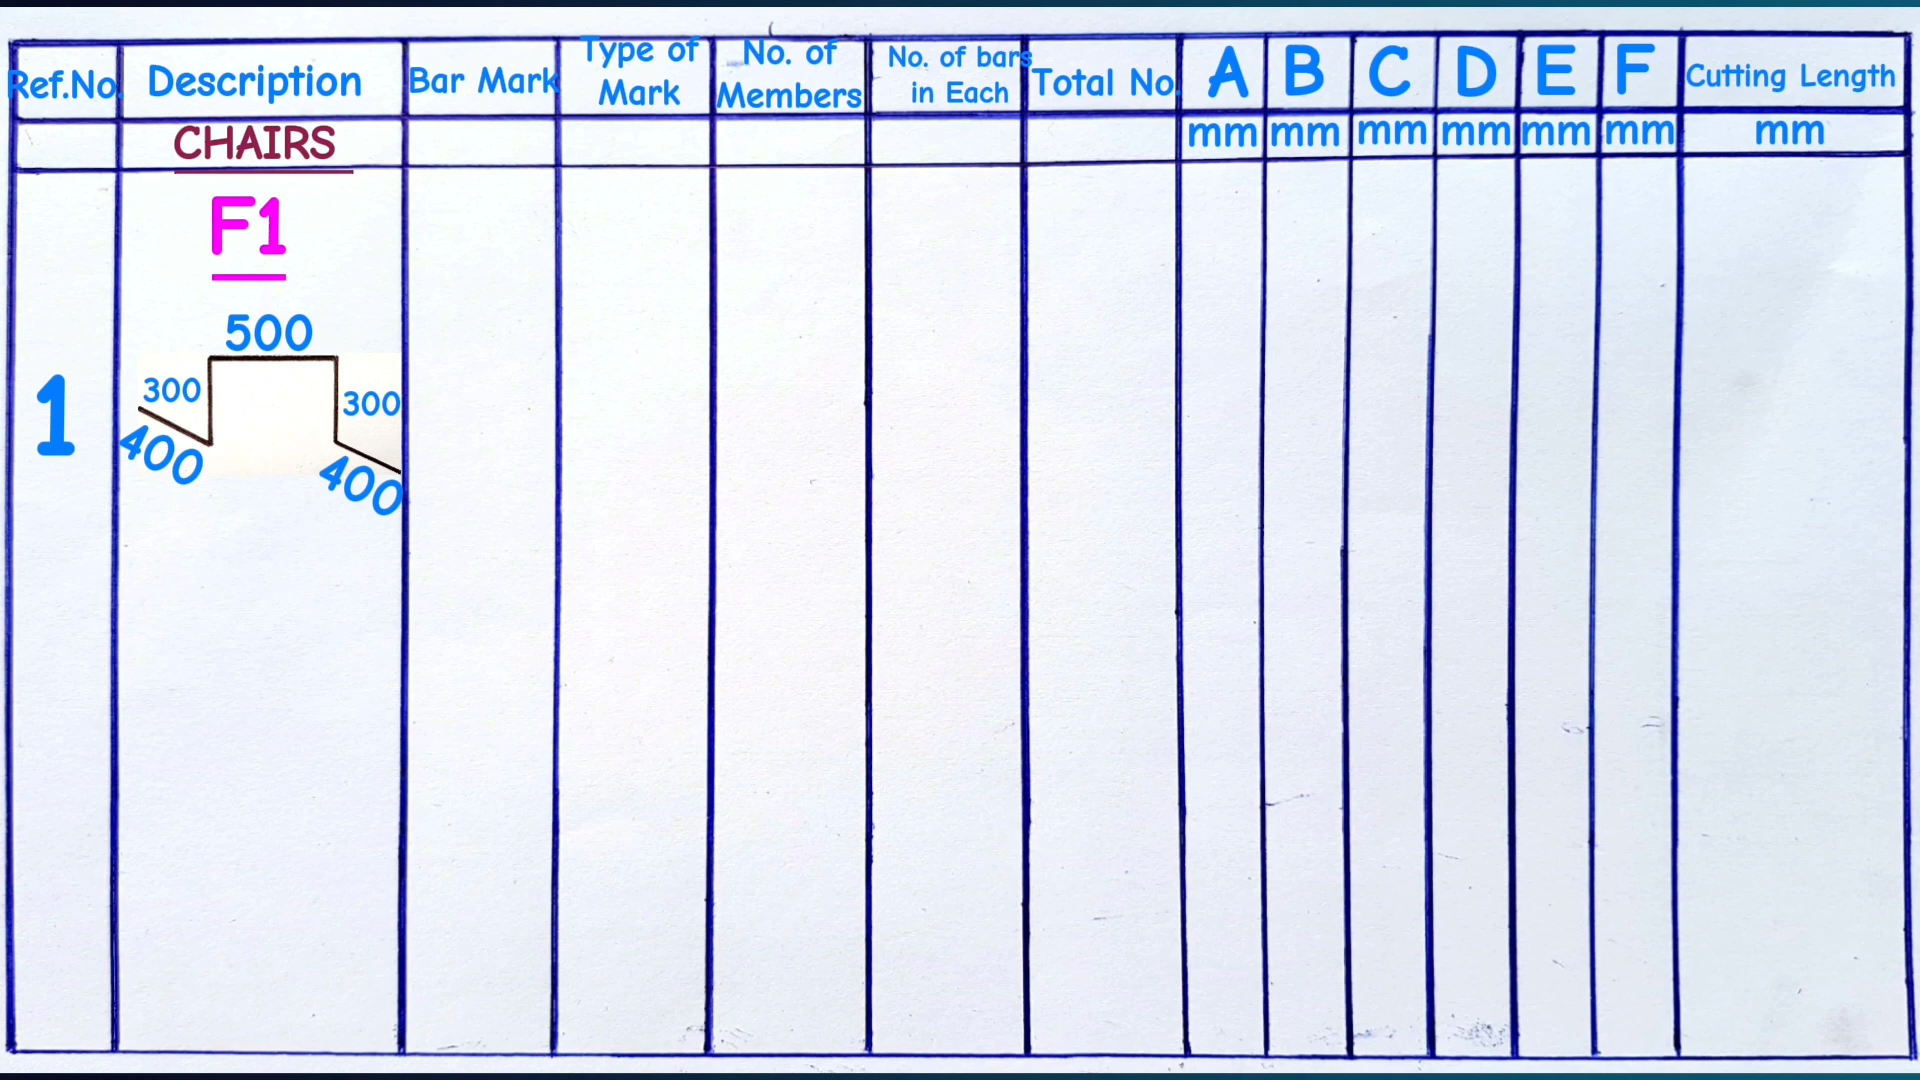 Ref.No. Description Bar Mark Type of Mark No. of Members No. of bars in Each Total No. A B C D E F Cutting Length
CHAIRS mm mm mm mm mm mm mm
F1
500
1 300 300
400 400